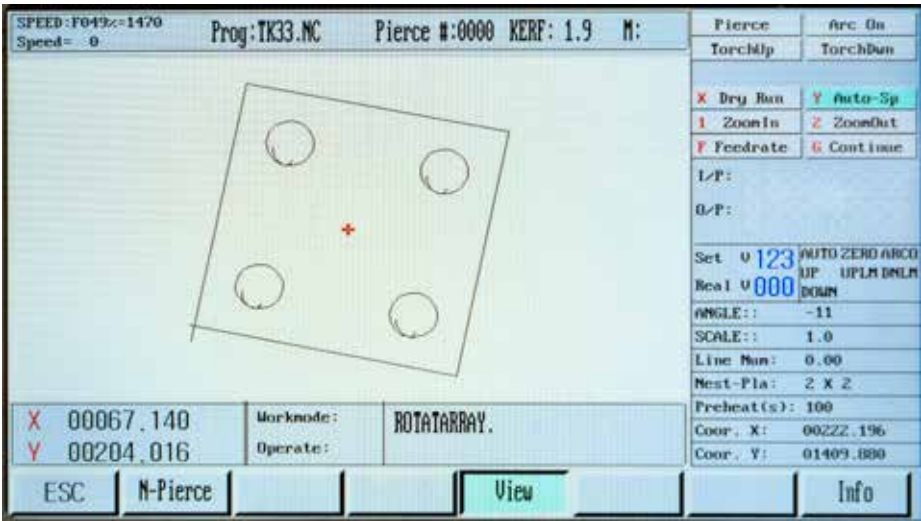 SPEED:F049%=1470
Speed= 0
Prog:TK33.NC
Pierce #:0000
KERF: 1.9
M:
Pierce
Arc On
TorchUp
TorchDwn
X Dry Run
Y Auto-Sp
1 ZoomIn
2 ZoomOut
F Feedrate
G Continue
I/P:
O/P:
Set V 123
AUTO ZERO ARCO
UP UPLM DNLM
Real V 000
DOWN
ANGLE:: -11
SCALE:: 1.0
Line Num: 0.00
Nest-Pla: 2 X 2
Preheat(s): 100
Coor. X: 00222.196
Coor. Y: 01409.880
X 00067.140
Y 00204.016
Workmode:
Operate:
ROTATARRAY.
ESC
N-Pierce
View
Info